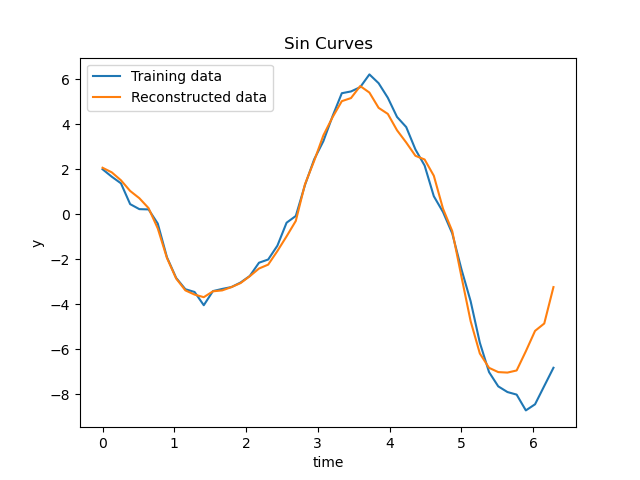 Sin Curves
Training data
Reconstructed data
6
4
2
0
−2
−4
−6
−8
y
0 1 2 3 4 5 6
time